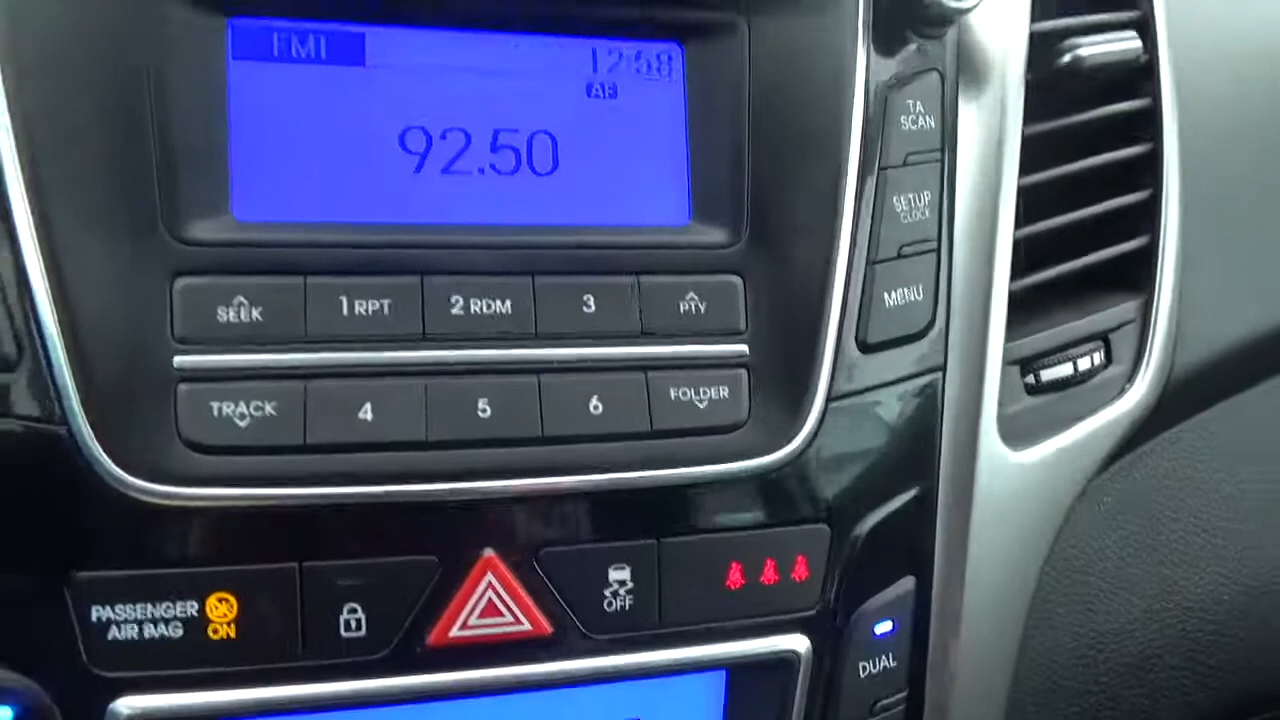 FM1
12:58
AF
92.50
TA
SCAN
SETUP
CLOCK
MENU
SEEK
1 RPT
2 RDM
3
PTY
TRACK
4
5
6
FOLDER
PASSENGER
AIR BAG
ON
OFF
DUAL